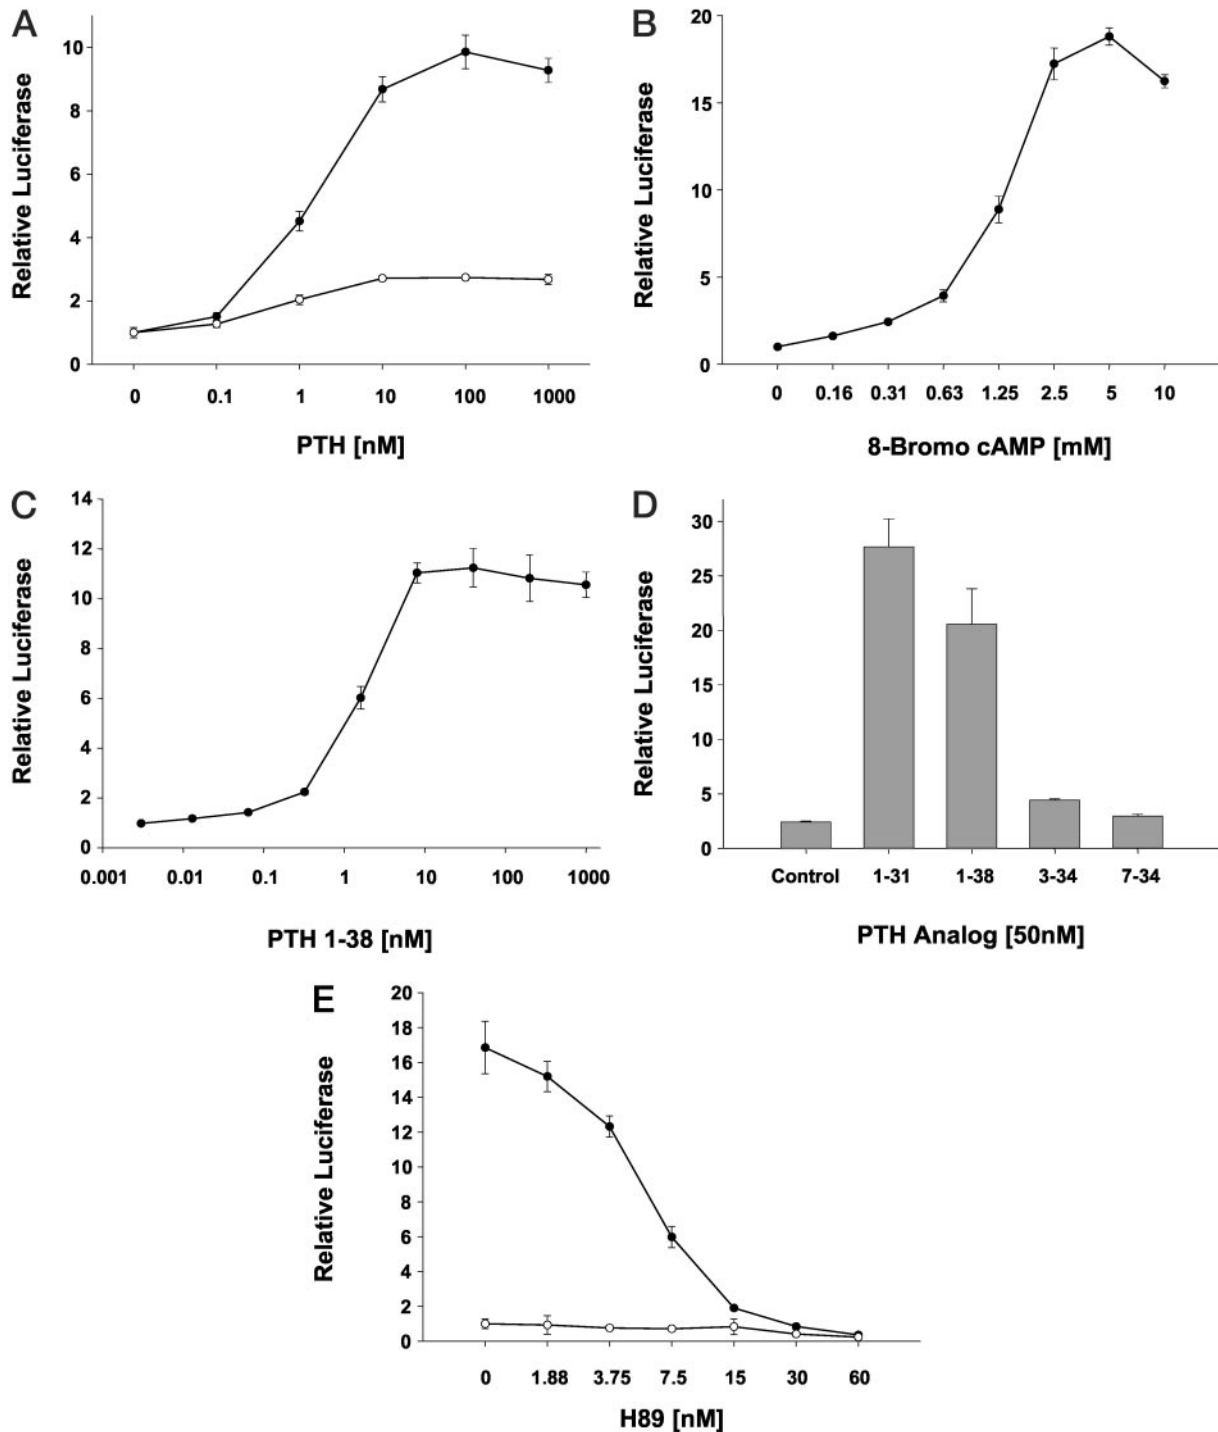 A
Relative Luciferase
10
8
6
4
2
0
0 0.1 1 10 100 1000
PTH [nM]
B
Relative Luciferase
20
15
10
5
0
0 0.16 0.31 0.63 1.25 2.5 5 10
8-Bromo cAMP [mM]
C
Relative Luciferase
14
12
10
8
6
4
2
0
0.001 0.01 0.1 1 10 100 1000
PTH 1-38 [nM]
D
Relative Luciferase
30
25
20
15
10
5
0
Control 1-31 1-38 3-34 7-34
PTH Analog [50nM]
E
Relative Luciferase
20
18
16
14
12
10
8
6
4
2
0
0 1.88 3.75 7.5 15 30 60
H89 [nM]